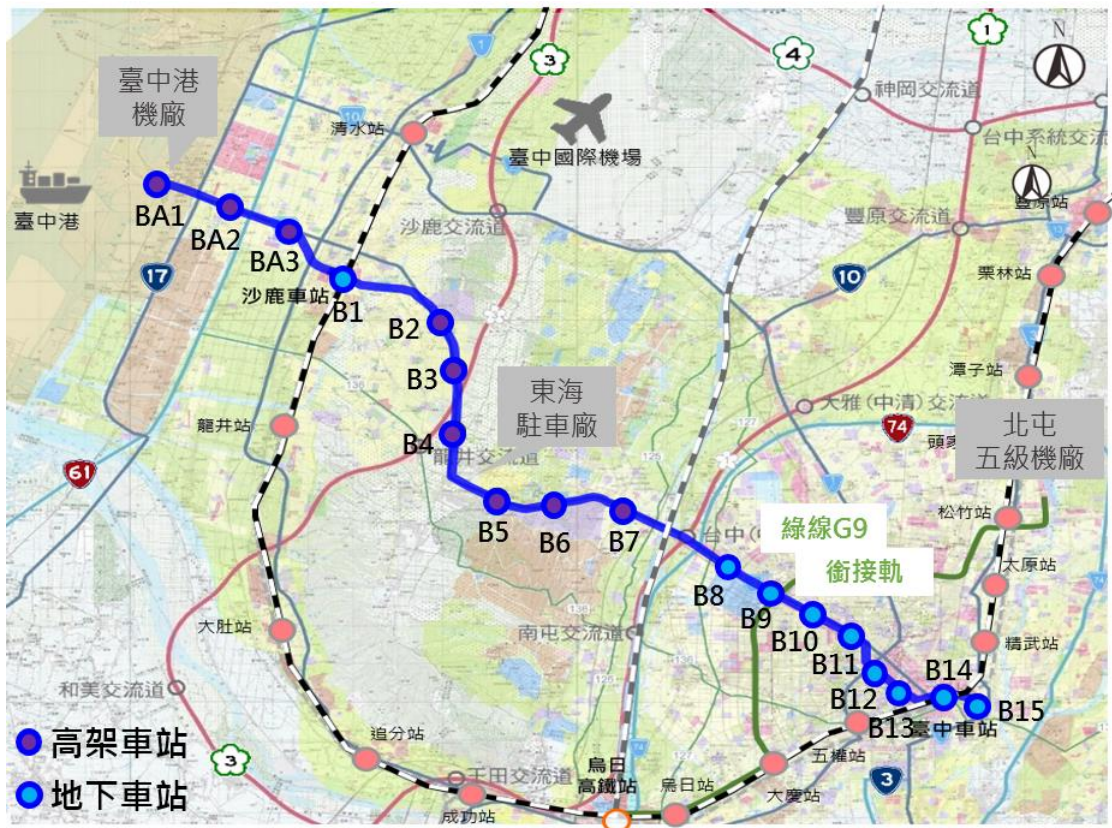 1
3
4
1
N
臺中港
機廠
神岡交流道
10
清水站
臺中國際機場
台中系統交流
N
臺中港
BA1
BA2
BA3
沙鹿交流道
豐原交流道
豐原站
17
沙鹿車站
B1
10
栗林站
B2
B3
136
東海
駐車廠
潭子站
大雅(中清)交流道
74
北屯
五級機廠
龍井站
B4
龍井交流道
125
61
松竹站
B5
B6
B7
台中(
綠線G9
銜接軌
太原站
B8
B9
B10
B11
B12
B13
B14
B15
大肚站
南屯交流道
精武站
和美交流道
臺中車站
高架車站
地下車站
3
追分站
王田交流道
成功站
烏日
高鐵站
烏日站
大慶站
五權站
3